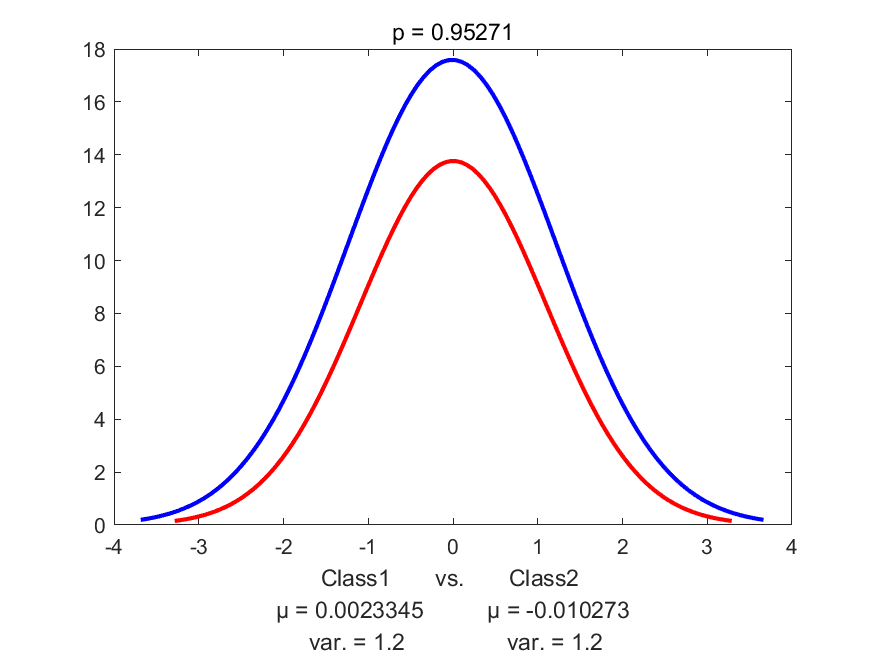 p = 0.95271
18
16
14
12
10
8
6
4
2
0
-4 -3 -2 -1 0 1 2 3 4
Class1 vs. Class2
μ = 0.0023345 μ = -0.010273
var. = 1.2 var. = 1.2